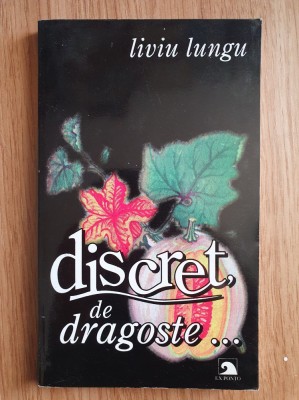 liviu lungu
discret,
de
dragoste...
EX PONTO